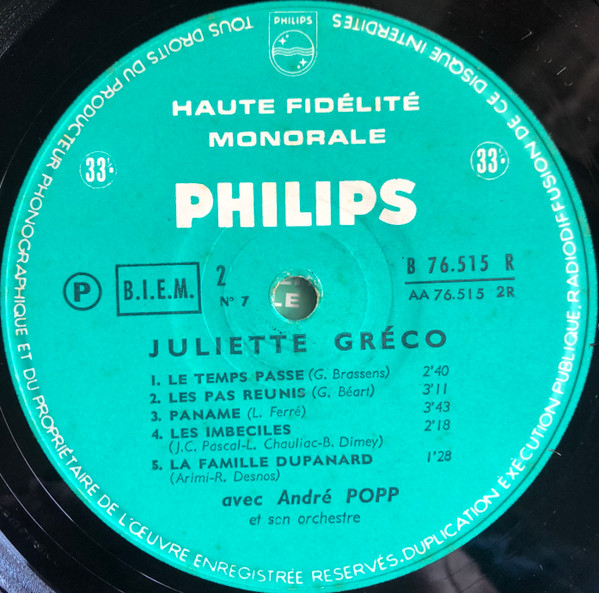 TOUS DROITS DU PRODUCTEUR PHONOGRAPHIQUE ET DU PROPRIÉTAIRE DE L'ŒUVRE ENREGISTRÉE RÉSERVÉS.DUPLICATION EXÉCUTION PUBLIQUE.RADIODIFFUSION DE CE DISQUE INTERDITES
PHILIPS
HAUTE FIDÉLITÉ
MONORALE
33 33
PHILIPS
P B.I.E.M. 2 B 76.515 R
N° 7 LE AA 76.515 2R
JULIETTE GRÉCO
1. LE TEMPS PASSE (G. Brassens) 2'40
2. LES PAS REUNIS (G. Béart) 3'11
3. PANAME (L. Ferré) 3'43
4. LES IMBECILES 2'18
(J.C. Pascal-L. Chauliac-B. Dimey)
5. LA FAMILLE DUPANARD 1'28
(Arimi-R. Desnos)
avec André POPP
et son orchestre